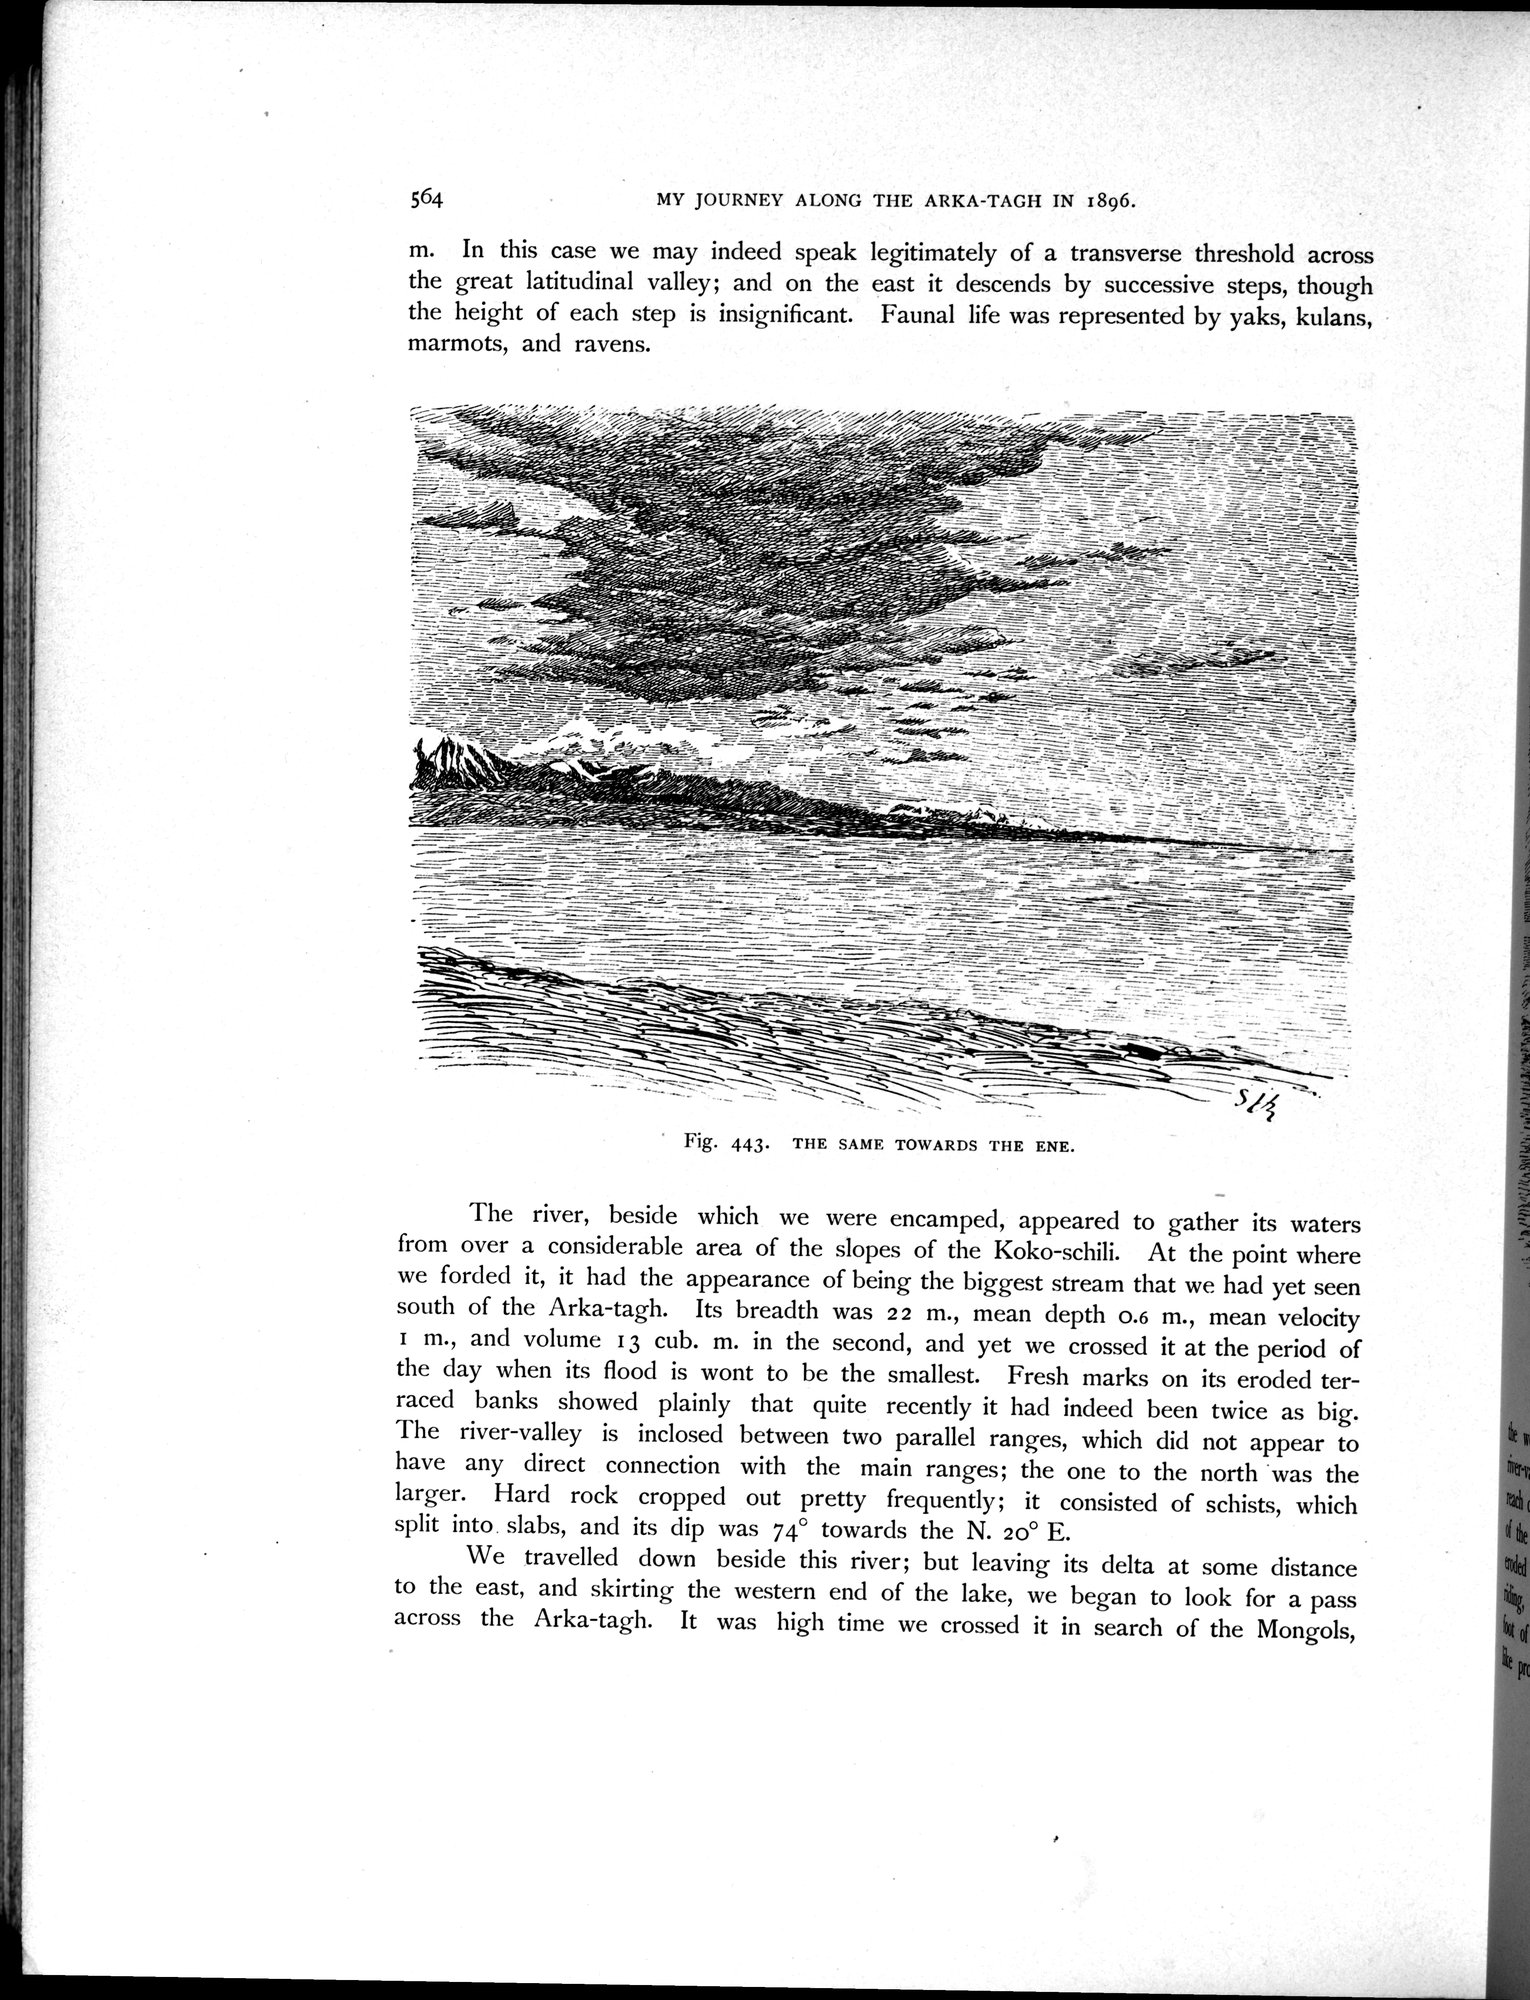 564
MY JOURNEY ALONG THE ARKA-TAGH IN 1896.
m. In this case we may indeed speak legitimately of a transverse threshold across
the great latitudinal valley; and on the east it descends by successive steps, though
the height of each step is insignificant. Faunal life was represented by yaks, kulans,
marmots, and ravens.
Fig. 443. THE SAME TOWARDS THE ENE.
The river, beside which we were encamped, appeared to gather its waters
from over a considerable area of the slopes of the Koko-schili. At the point where
we forded it, it had the appearance of being the biggest stream that we had yet seen
south of the Arka-tagh. Its breadth was 22 m., mean depth 0.6 m., mean velocity
1 m., and volume 13 cub. m. in the second, and yet we crossed it at the period of
the day when its flood is wont to be the smallest. Fresh marks on its eroded ter-
raced banks showed plainly that quite recently it had indeed been twice as big.
The river-valley is inclosed between two parallel ranges, which did not appear to
have any direct connection with the main ranges; the one to the north was the
larger. Hard rock cropped out pretty frequently; it consisted of schists, which
split into slabs, and its dip was 74° towards the N. 20° E.
We travelled down beside this river; but leaving its delta at some distance
to the east, and skirting the western end of the lake, we began to look for a pass
across the Arka-tagh. It was high time we crossed it in search of the Mongols,
the
river-v
reach
of the
eroded
riding,
foot of
like pro